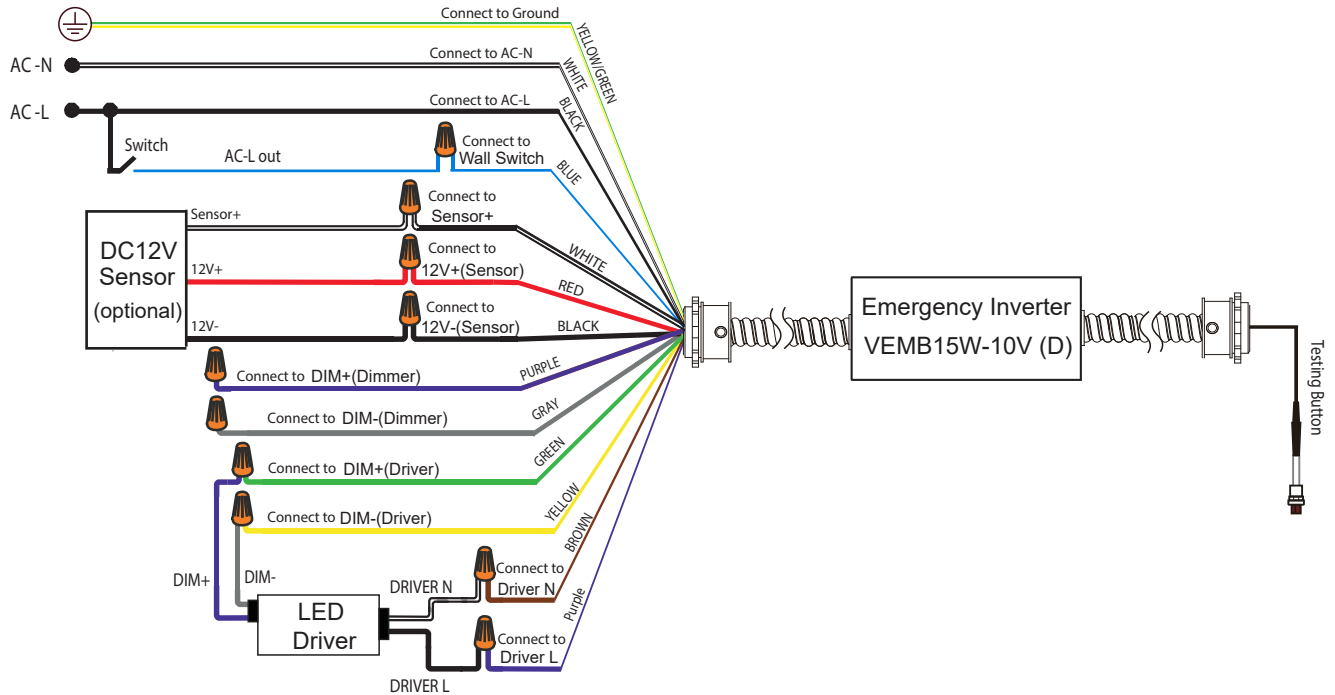 Connect to Ground
YELLOW/GREEN
AC -N
Connect to AC-N
WHITE
AC -L
Connect to AC-L
BLACK
Switch
AC-L out
Connect to
Wall Switch
BLUE
DC12V
Sensor
(optional)
Sensor+
Connect to
Sensor+
WHITE
12V+
Connect to
12V+(Sensor)
RED
12V-
Connect to
12V-(Sensor)
BLACK
Connect to DIM+(Dimmer)
PURPLE
Connect to DIM-(Dimmer)
GRAY
Connect to DIM+(Driver)
GREEN
Connect to DIM-(Driver)
YELLOW
DIM+
DIM-
LED
Driver
DRIVER N
Connect to
Driver N
BROWN
DRIVER L
Connect to
Driver L
Purple
Emergency Inverter
VEMB15W-10V (D)
Testing Button